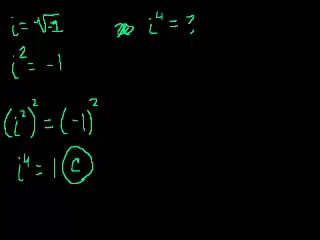 i = √-1
i⁴ = ?
i² = -1
(i²)² = (-1)²
i⁴ = 1 C